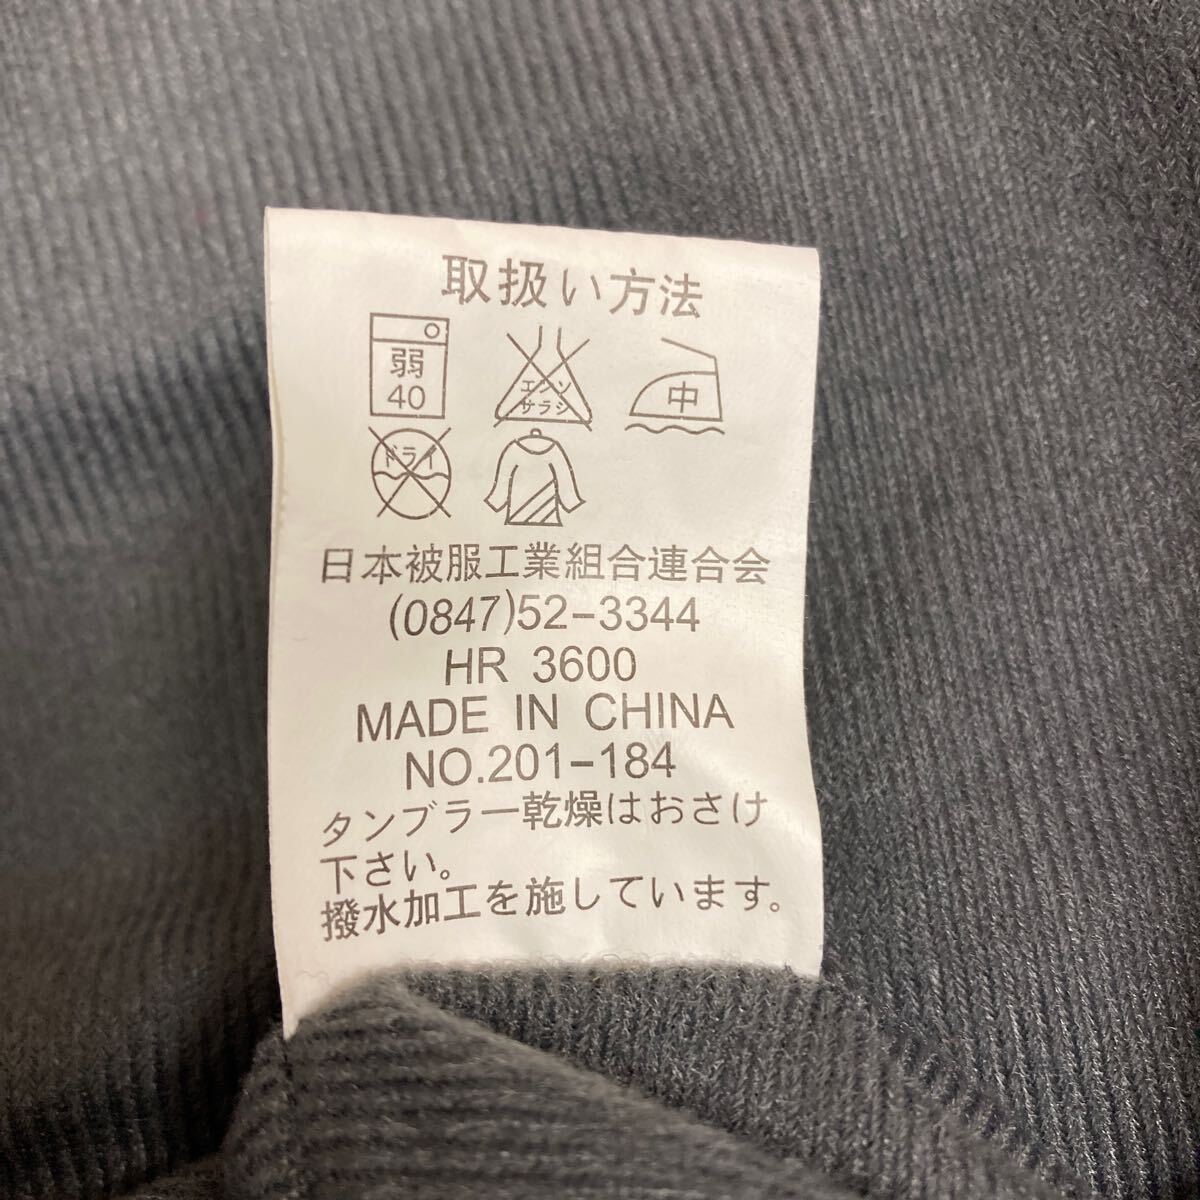 取扱い方法
弱
40
エンソ
サラシ
中
ドライ
日本被服工業組合連合会
(0847)52-3344
HR 3600
MADE IN CHINA
NO.201-184
タンブラー乾燥はおさけ
下さい。
撥水加工を施しています。